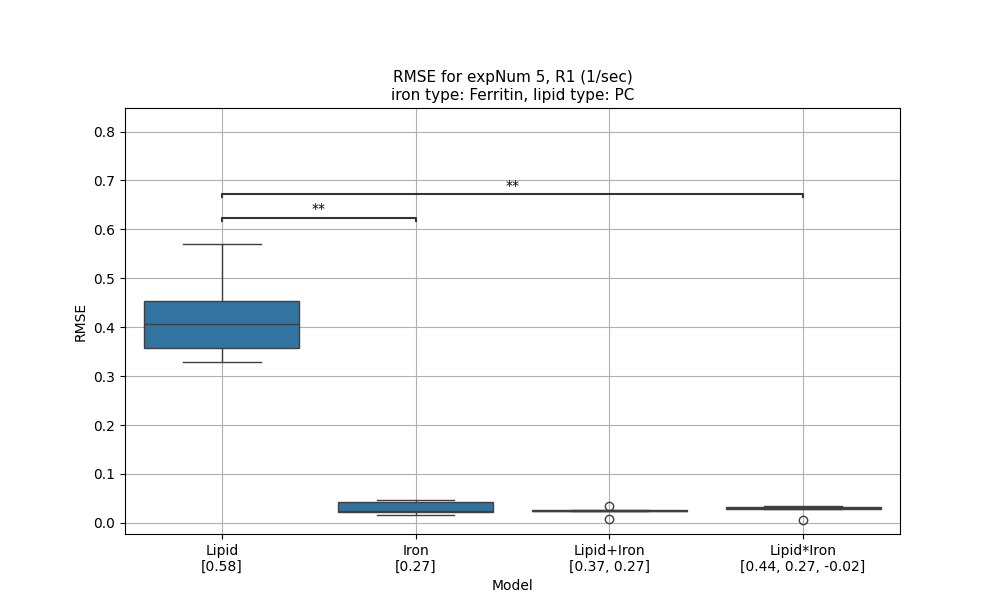 RMSE for expNum 5, R1 (1/sec)
iron type: Ferritin, lipid type: PC
0.8
0.7
0.6
0.5
0.4
0.3
0.2
0.1
0.0
RMSE
**
**
Lipid
[0.58]
Iron
[0.27]
Lipid+Iron
[0.37, 0.27]
Lipid*Iron
[0.44, 0.27, -0.02]
Model